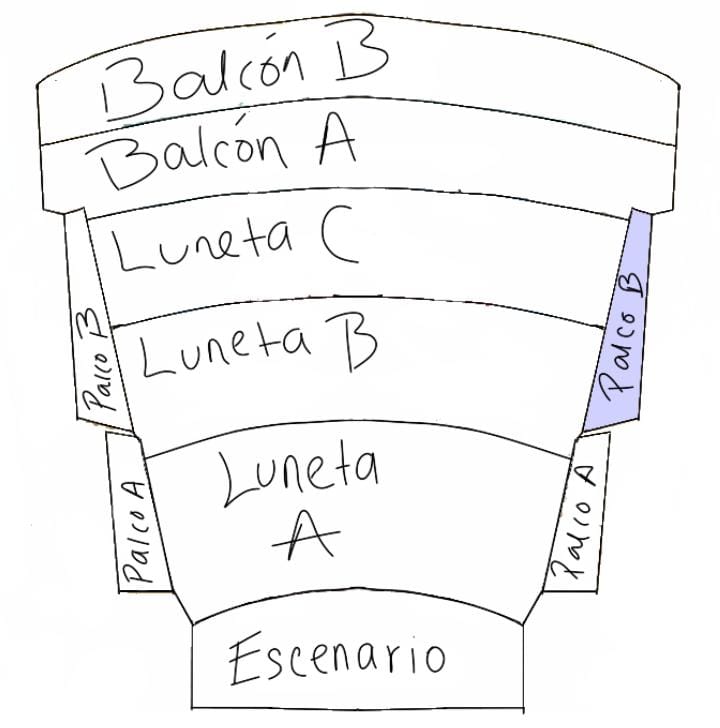 Balcón B
Balcón A
Luneta C
Luneta B
Palco B
Palco B
Luneta
A
Palco A
Palco A
Escenario